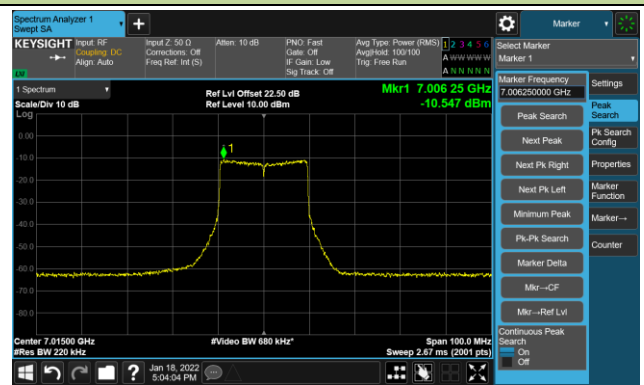 Spectrum Analyzer 1
Swept SA
+
Marker
KEYSIGHT
Input: RF
Coupling: DC
Align: Auto
Input Z: 50 Ω
Corrections: Off
Freq Ref: Int (S)
Atten: 10 dB
PNO: Fast
Gate: Off
IF Gain: Low
Sig Track: Off
Avg Type: Power (RMS)
Avg|Hold: 100/100
Trig: Free Run
1 2 3 4 5 6
A W W W W W
A N N N N N
LXI
Select Marker
Marker 1
1 Spectrum
Scale/Div 10 dB
Log
Ref Lvl Offset 22.50 dB
Ref Level 10.00 dBm
Mkr1 7.006 25 GHz
-10.547 dBm
0.00
-10.0
-20.0
-30.0
-40.0
-50.0
-60.0
-70.0
-80.0
1
Center 7.01500 GHz
#Res BW 220 kHz
#Video BW 680 kHz*
Span 100.0 MHz
Sweep 2.67 ms (2001 pts)
Marker Frequency
7.006250000 GHz
Peak Search
Next Peak
Next Pk Right
Next Pk Left
Minimum Peak
Pk-Pk Search
Marker Delta
Mkr→CF
Mkr→Ref Lvl
Continuous Peak
Search
On
Off
Settings
Peak
Search
Pk Search
Config
Properties
Marker
Function
Marker→
Counter
?
Jan 18, 2022
5:04:04 PM